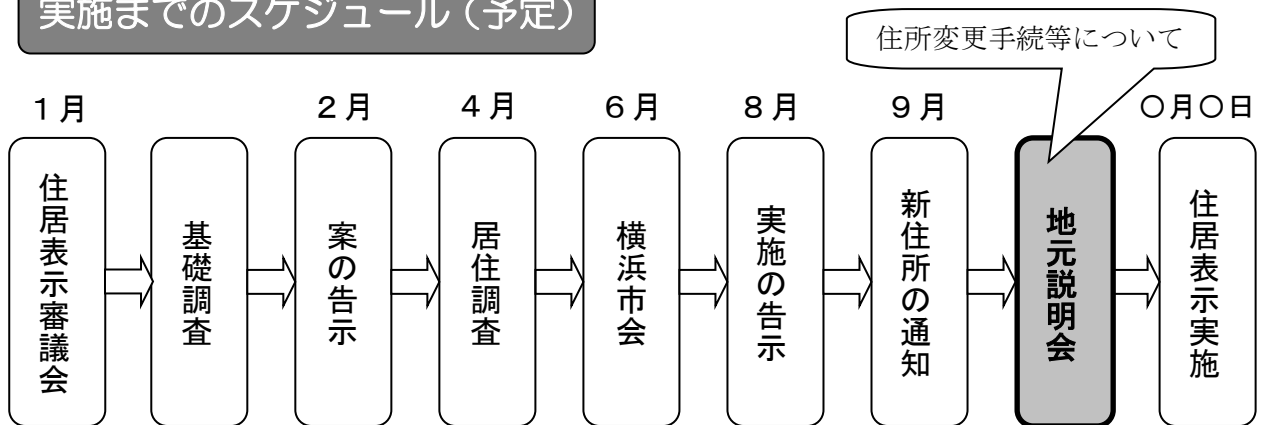 実施までのスケジュール（予定）
住所変更手続等について
１月
２月
４月
６月
８月
９月
〇月〇日
住居表示審議会
基礎調査
案の告示
居住調査
横浜市会
実施の告示
新住所の通知
地元説明会
住居表示実施